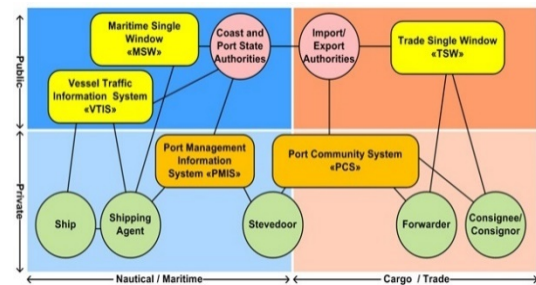 Maritime Single
Window
«MSW»
Coast and
Port State
Authorities
Import/
Export
Authorities
Trade Single Window
«TSW»
Vessel Traffic
Information System
«VTIS»
Public
Port Management
Information
System «PMIS»
Port Community System
«PCS»
Private
Ship
Shipping
Agent
Stevedoor
Forwarder
Consignee/
Consignor
Nautical / Maritime
Cargo / Trade